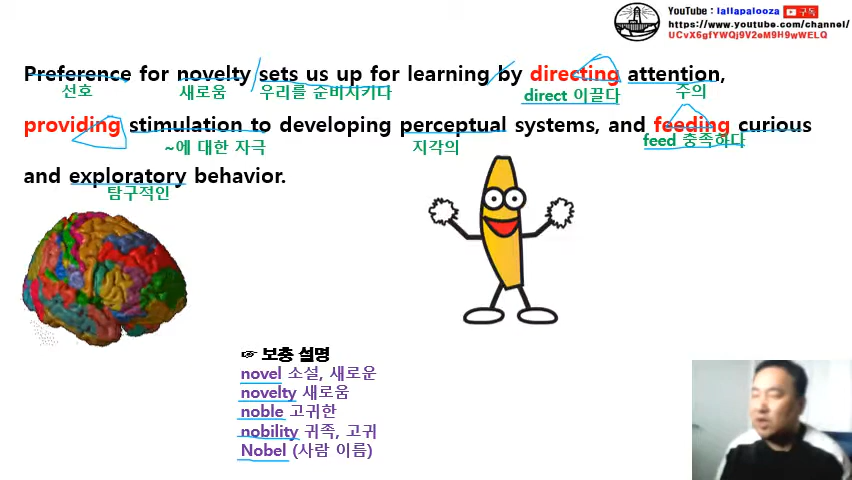 YouTube : lallapalooza 구독
https://www.youtube.com/channel/
UCvX6gfYWQj9V2eM9H9wWELQ
Preference for novelty sets us up for learning by directing attention,
선호 새로움 우리를 준비시키다 direct 이끌다 주의
providing stimulation to developing perceptual systems, and feeding curious
~에 대한 자극 지각의 feed 충족하다
and exploratory behavior.
탐구적인
☞ 보충 설명
novel 소설, 새로운
novelty 새로움
noble 고귀한
nobility 귀족, 고귀
Nobel (사람 이름)